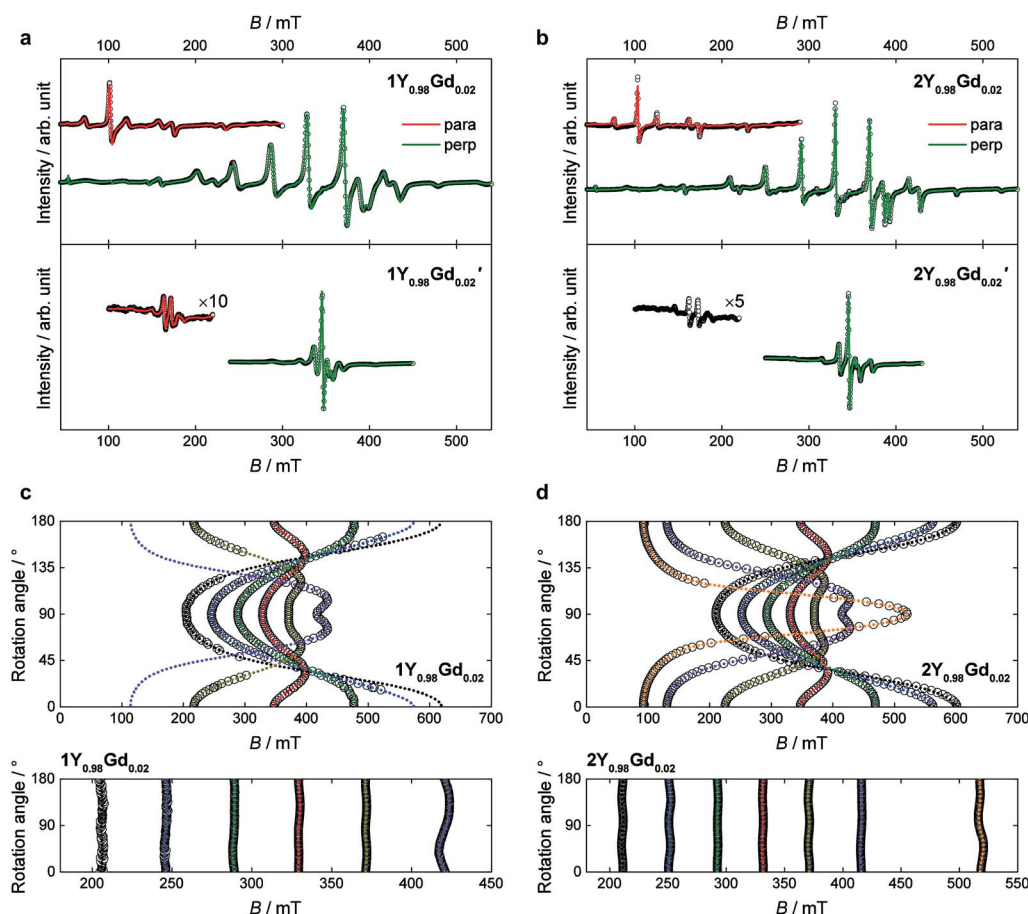 a
B / mT
100 200 300 400 500
1Y0.98Gd0.02
para
perp
Intensity / arb. unit
1Y0.98Gd0.02′
×10
Intensity / arb. unit
100 200 300 400 500
B / mT
b
B / mT
100 200 300 400 500
2Y0.98Gd0.02
para
perp
Intensity / arb. unit
2Y0.98Gd0.02′
×5
Intensity / arb. unit
100 200 300 400 500
B / mT
c
180
135
90
45
0
Rotation angle / °
1Y0.98Gd0.02
0 100 200 300 400 500 600 700
B / mT
1Y0.98Gd0.02
180
90
0
Rotation angle / °
200 250 300 350 400 450
B / mT
d
180
135
90
45
0
Rotation angle / °
2Y0.98Gd0.02
0 100 200 300 400 500 600 700
B / mT
2Y0.98Gd0.02
180
90
0
Rotation angle / °
200 250 300 350 400 450 500 550
B / mT